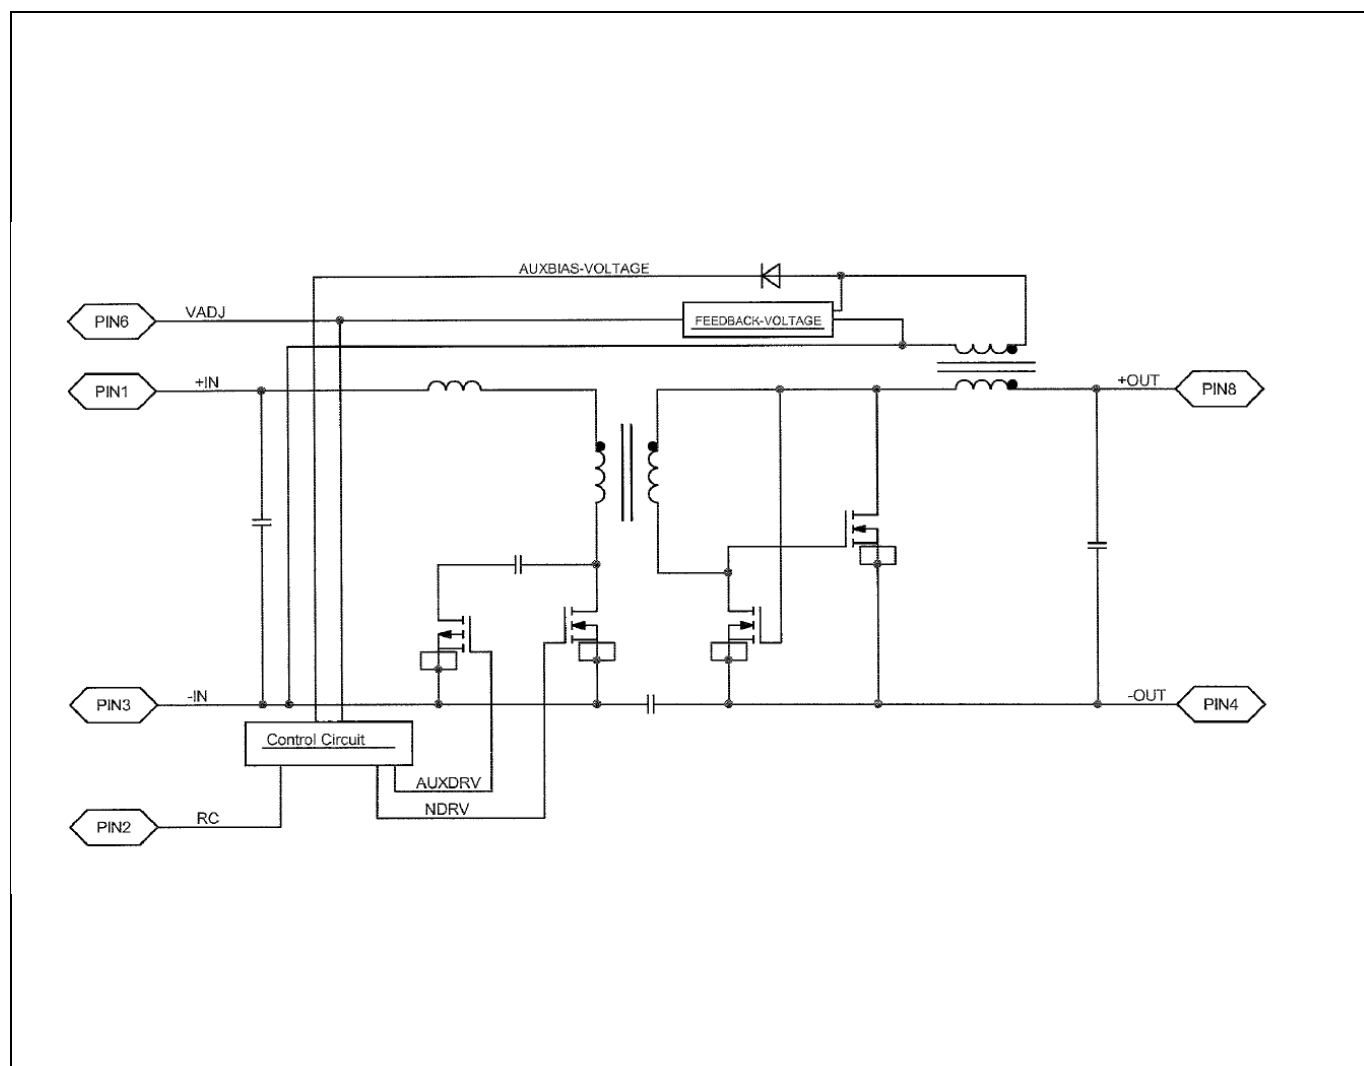 AUXBIAS-VOLTAGE
PIN6
VADJ
FEEDBACK-VOLTAGE
PIN1
+IN
+OUT
PIN8
PIN3
-IN
-OUT
PIN4
Control Circuit
AUXDRV
NDRV
PIN2
RC